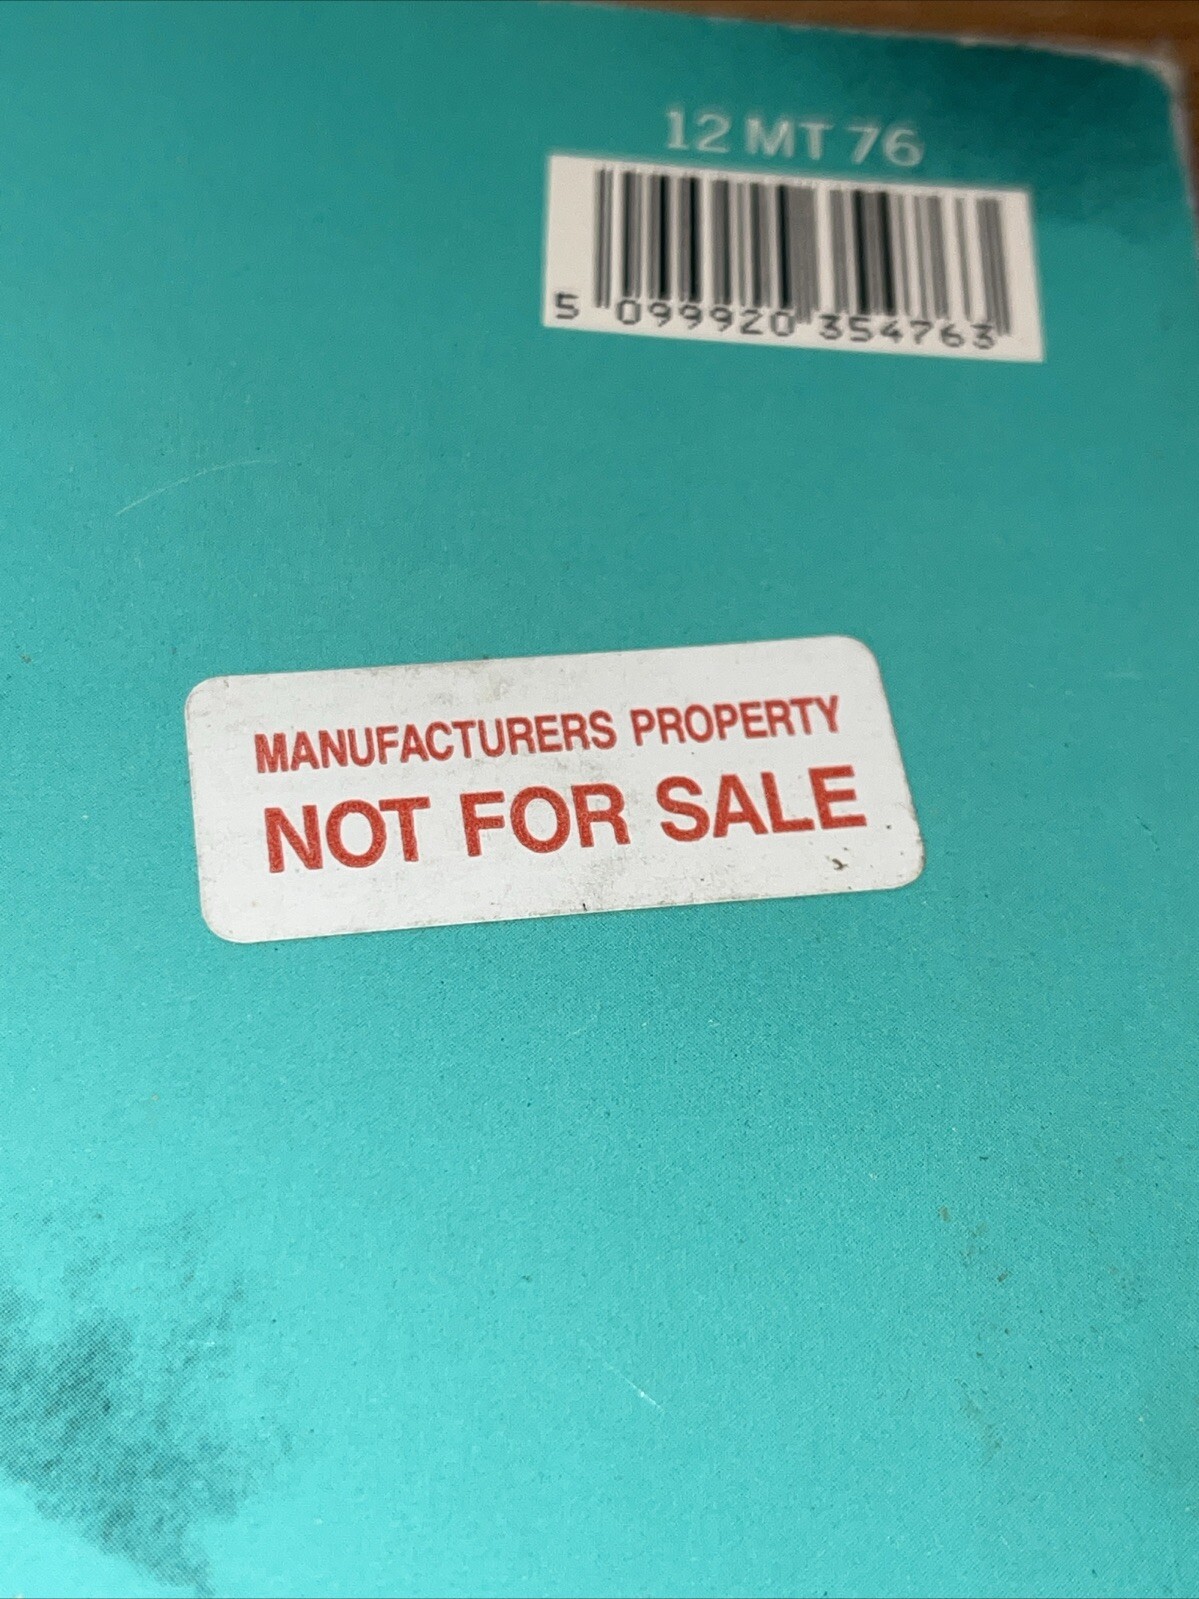 12 MT 76
5 099920 354763
MANUFACTURERS PROPERTY
NOT FOR SALE